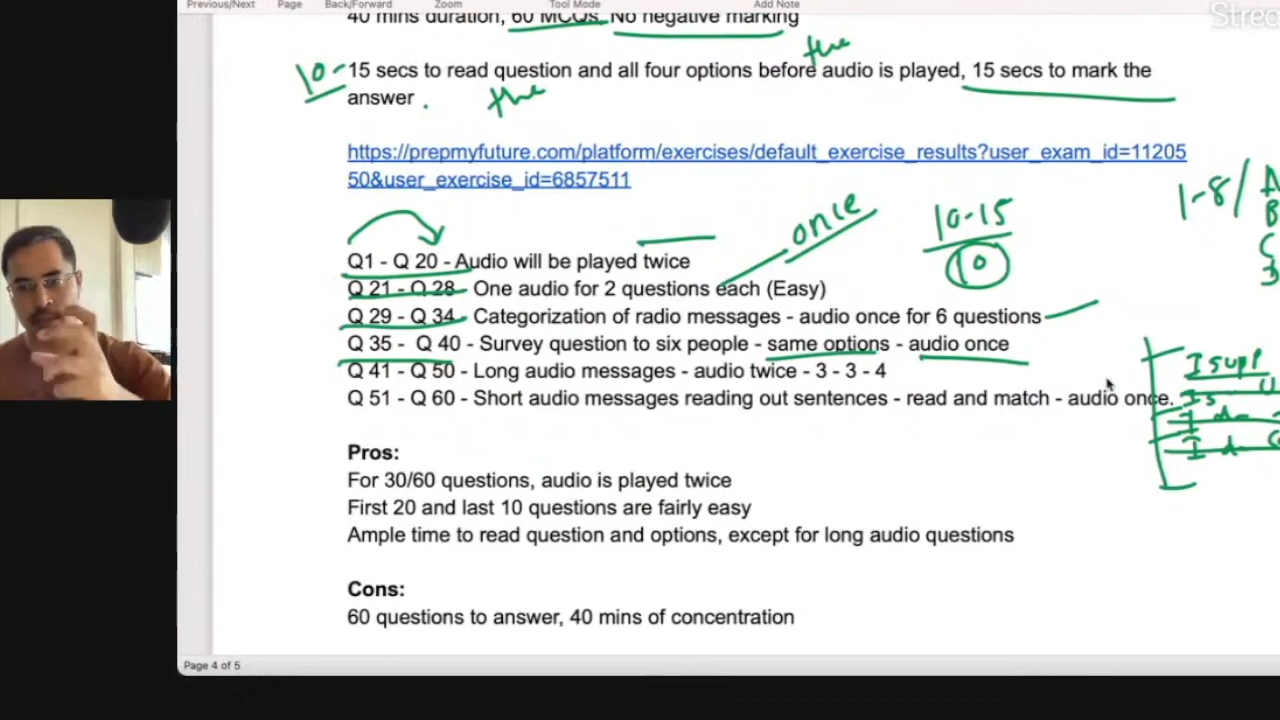 Previous/Next Page Back/Forward Zoom Tool Mode Add Note
40 mins duration, 60 MCQs. No negative marking
Strea
the
10-
15 secs to read question and all four options before audio is played, 15 secs to mark the
answer .
the
https://prepmyfuture.com/platform/exercises/default_exercise_results?user_exam_id=11205
50&user_exercise_id=6857511
once
10-15
10
1-8/ A
B
C
Q1 - Q 20 - Audio will be played twice
Q 21 - Q 28 - One audio for 2 questions each (Easy)
Q 29 - Q 34 - Categorization of radio messages - audio once for 6 questions
Q 35 - Q 40 - Survey question to six people - same options - audio once
Q 41 - Q 50 - Long audio messages - audio twice - 3 - 3 - 4
Q 51 - Q 60 - Short audio messages reading out sentences - read and match - audio once.
I supp
Pros:
For 30/60 questions, audio is played twice
First 20 and last 10 questions are fairly easy
Ample time to read question and options, except for long audio questions
Cons:
60 questions to answer, 40 mins of concentration
Page 4 of 5